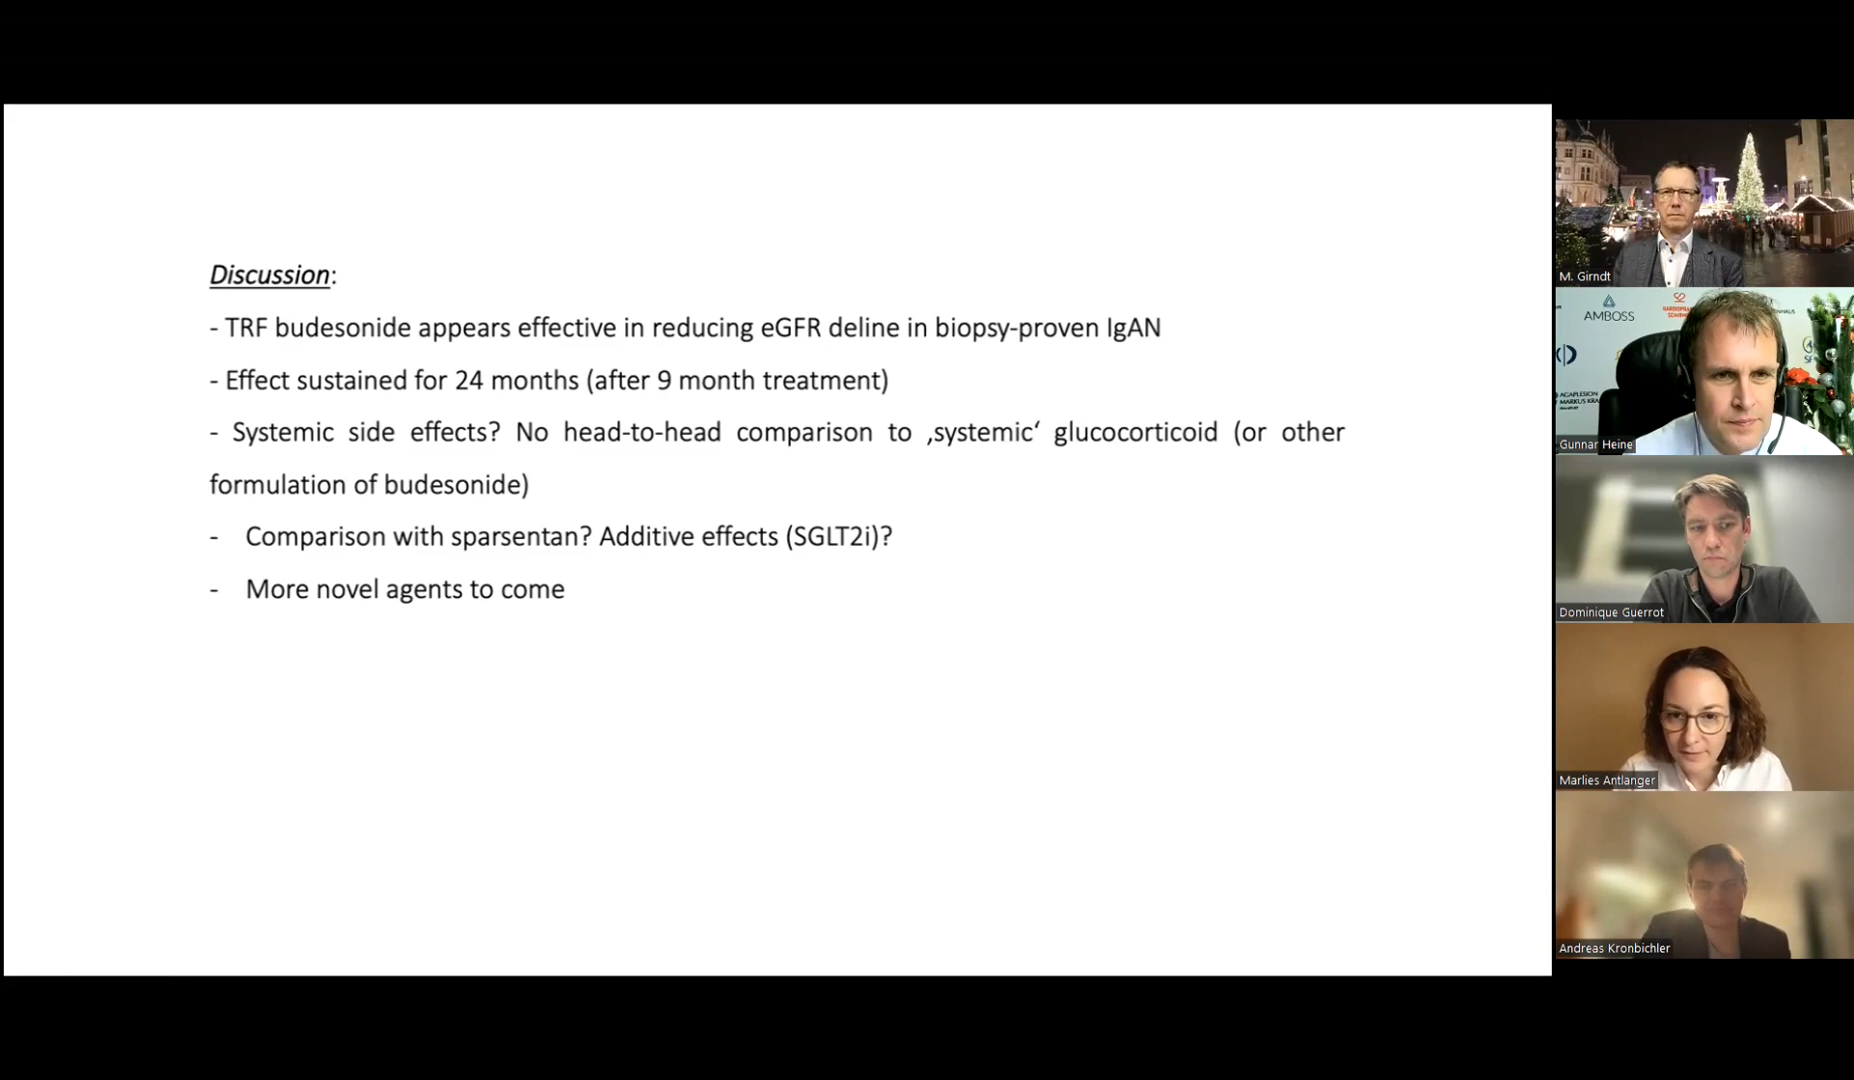 Discussion:
- TRF budesonide appears effective in reducing eGFR deline in biopsy-proven IgAN
- Effect sustained for 24 months (after 9 month treatment)
- Systemic side effects? No head-to-head comparison to ‚systemic‘ glucocorticoid (or other
formulation of budesonide)
- Comparison with sparsentan? Additive effects (SGLT2i)?
- More novel agents to come
M. Girndt
AMBOSS
AGAPLESION
MARKUS KRA
Gunnar Heine
Dominique Guerrot
Marlies Antlanger
Andreas Kronbichler